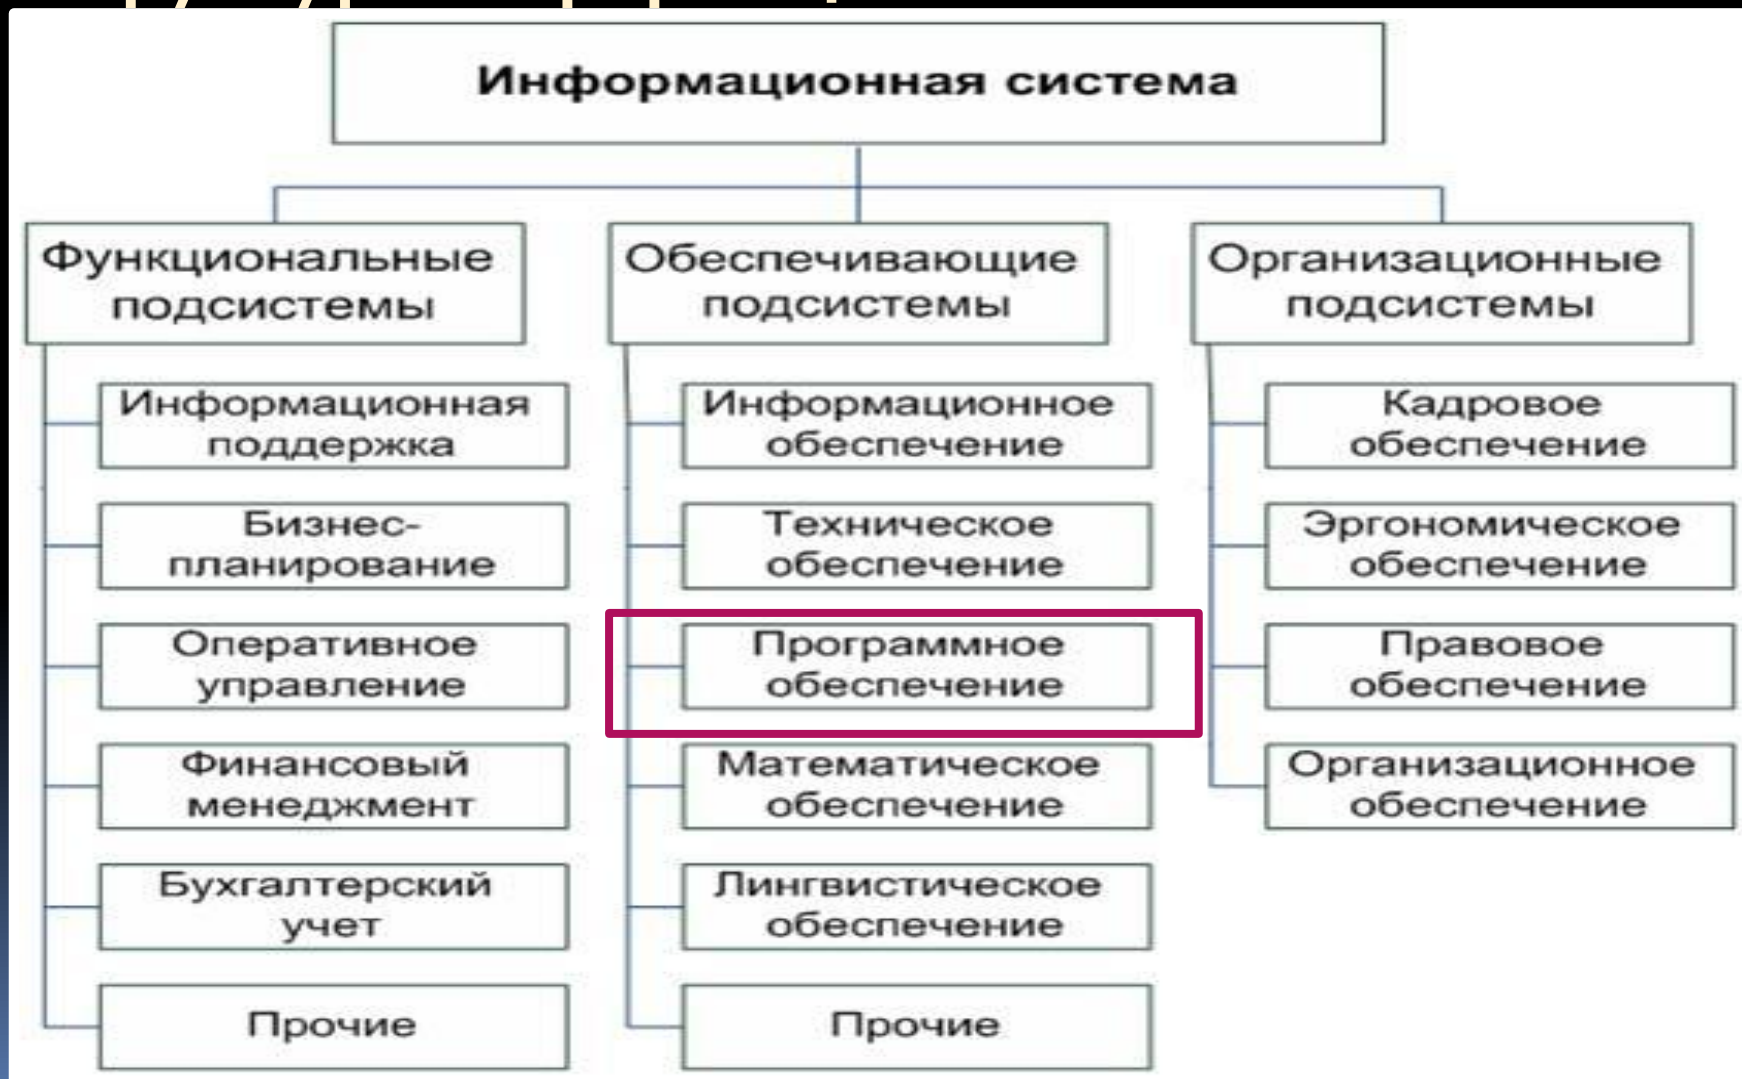 Информационная система
Функциональные
подсистемы
Информационная
поддержка
Бизнес-
планирование
Оперативное
управление
Финансовый
менеджмент
Бухгалтерский
учет
Прочие
Обеспечивающие
подсистемы
Информационное
обеспечение
Техническое
обеспечение
Программное
обеспечение
Математическое
обеспечение
Лингвистическое
обеспечение
Прочие
Организационные
подсистемы
Кадровое
обеспечение
Эргономическое
обеспечение
Правовое
обеспечение
Организационное
обеспечение